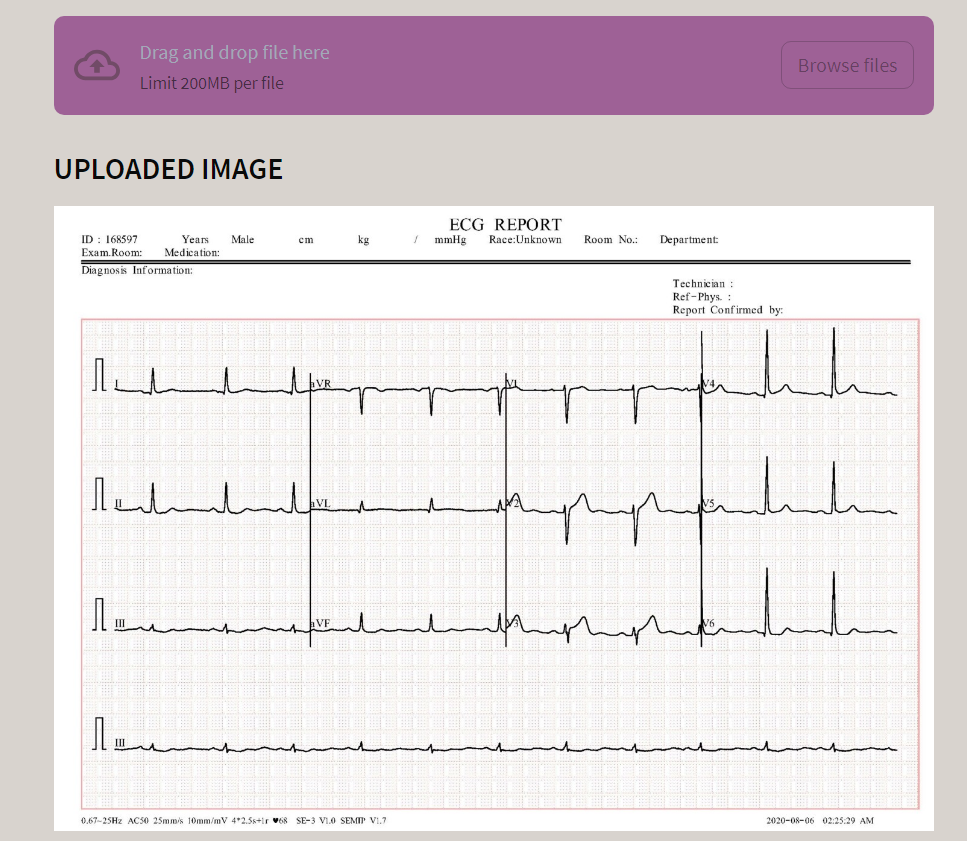 Drag and drop file here
Limit 200MB per file
Browse files
UPLOADED IMAGE
ECG REPORT
ID : 168597 Years Male cm kg / mmHg Race:Unknown Room No.: Department:
Exam.Room: Medication:
Diagnosis Information:
Technician :
Ref-Phys. :
Report Confirmed by:
I aVR V1 V4
II aVL V2 V5
III aVF V3 V6
III
0.67~25Hz AC50 25mm/s 10mm/mV 4*2.5s+1r ♥68 SE-3 V1.0 SEMIP V1.7
2020-08-06 02:25:29 AM